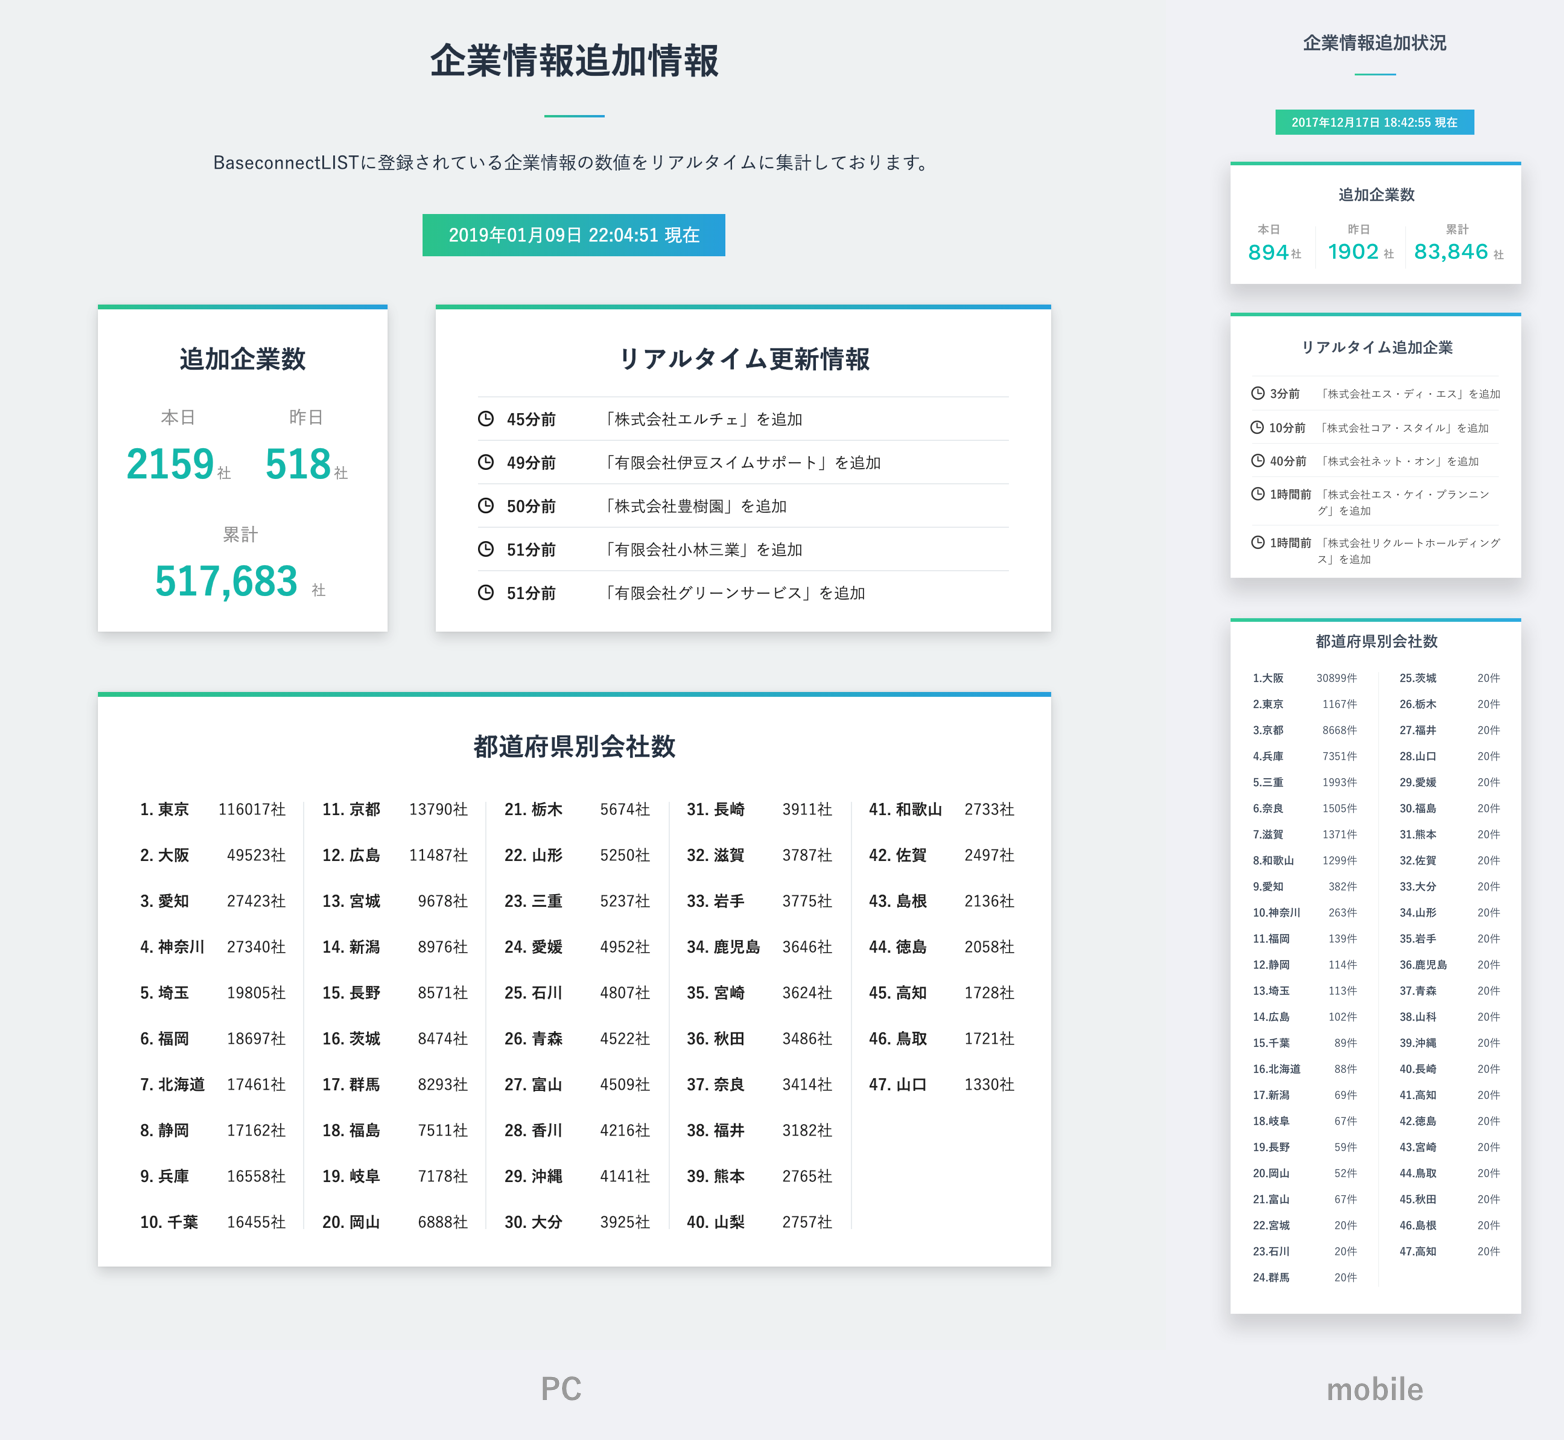 企業情報追加情報
BaseconnectLISTに登録されている企業情報の数値をリアルタイムに集計しております。
2019年01月09日 22:04:51 現在
追加企業数
本日 昨日
2159社 518社
累計
517,683 社
リアルタイム更新情報
45分前 「株式会社エルチェ」を追加
49分前 「有限会社伊豆スイムサポート」を追加
50分前 「株式会社豊樹園」を追加
51分前 「有限会社小林三業」を追加
51分前 「有限会社グリーンサービス」を追加
都道府県別会社数
1. 東京 116017社
2. 大阪 49523社
3. 愛知 27423社
4. 神奈川 27340社
5. 埼玉 19805社
6. 福岡 18697社
7. 北海道 17461社
8. 静岡 17162社
9. 兵庫 16558社
10. 千葉 16455社
11. 京都 13790社
12. 広島 11487社
13. 宮城 9678社
14. 新潟 8976社
15. 長野 8571社
16. 茨城 8474社
17. 群馬 8293社
18. 福島 7511社
19. 岐阜 7178社
20. 岡山 6888社
21. 栃木 5674社
22. 山形 5250社
23. 三重 5237社
24. 愛媛 4952社
25. 石川 4807社
26. 青森 4522社
27. 富山 4509社
28. 香川 4216社
29. 沖縄 4141社
30. 大分 3925社
31. 長崎 3911社
32. 滋賀 3787社
33. 岩手 3775社
34. 鹿児島 3646社
35. 宮崎 3624社
36. 秋田 3486社
37. 奈良 3414社
38. 福井 3182社
39. 熊本 2765社
40. 山梨 2757社
41. 和歌山 2733社
42. 佐賀 2497社
43. 島根 2136社
44. 徳島 2058社
45. 高知 1728社
46. 鳥取 1721社
47. 山口 1330社
PC
企業情報追加状況
2017年12月17日 18:42:55 現在
追加企業数
本日 昨日 累計
894社 1902 社 83,846 社
リアルタイム追加企業
3分前 「株式会社エス・ディ・エス」を追加
10分前 「株式会社コア・スタイル」を追加
40分前 「株式会社ネット・オン」を追加
1時間前 「株式会社エス・ケイ・プランニン
グ」を追加
1時間前 「株式会社リクルートホールディング
ス」を追加
都道府県別会社数
1.大阪 30899件
2.東京 1167件
3.京都 8668件
4.兵庫 7351件
5.三重 1993件
6.奈良 1505件
7.滋賀 1371件
8.和歌山 1299件
9.愛知 382件
10.神奈川 263件
11.福岡 139件
12.静岡 114件
13.埼玉 113件
14.広島 102件
15.千葉 89件
16.北海道 88件
17.新潟 69件
18.岐阜 67件
19.長野 59件
20.岡山 52件
21.富山 67件
22.宮城 20件
23.石川 20件
24.群馬 20件
25.茨城 20件
26.栃木 20件
27.福井 20件
28.山口 20件
29.愛媛 20件
30.福島 20件
31.熊本 20件
32.佐賀 20件
33.大分 20件
34.山形 20件
35.岩手 20件
36.鹿児島 20件
37.青森 20件
38.山科 20件
39.沖縄 20件
40.長崎 20件
41.高知 20件
42.徳島 20件
43.宮崎 20件
44.鳥取 20件
45.秋田 20件
46.島根 20件
47.高知 20件
mobile